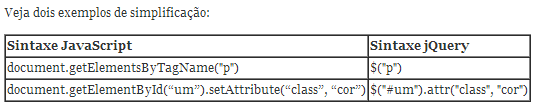 Veja dois exemplos de simplificação:
Sintaxe JavaScript Sintaxe jQuery
document.getElementsByTagName("p") $("p")
document.getElementById(“um”).setAttribute(“class”, “cor”) $("#um").attr("class", "cor")